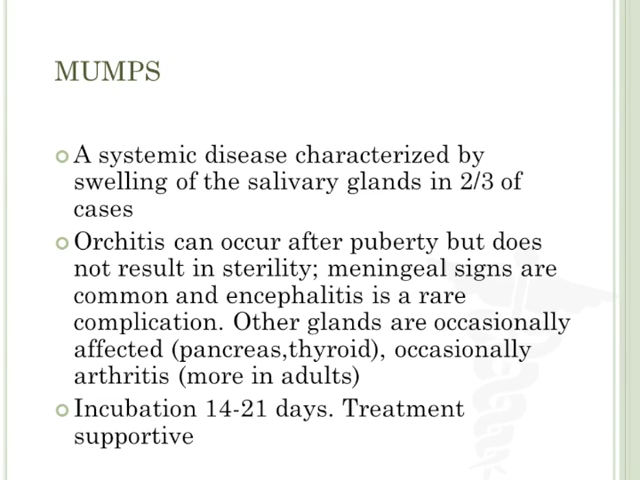 MUMPS
A systemic disease characterized by
swelling of the salivary glands in 2/3 of
cases
Orchitis can occur after puberty but does
not result in sterility; meningeal signs are
common and encephalitis is a rare
complication. Other glands are occasionally
affected (pancreas,thyroid), occasionally
arthritis (more in adults)
Incubation 14-21 days. Treatment
supportive